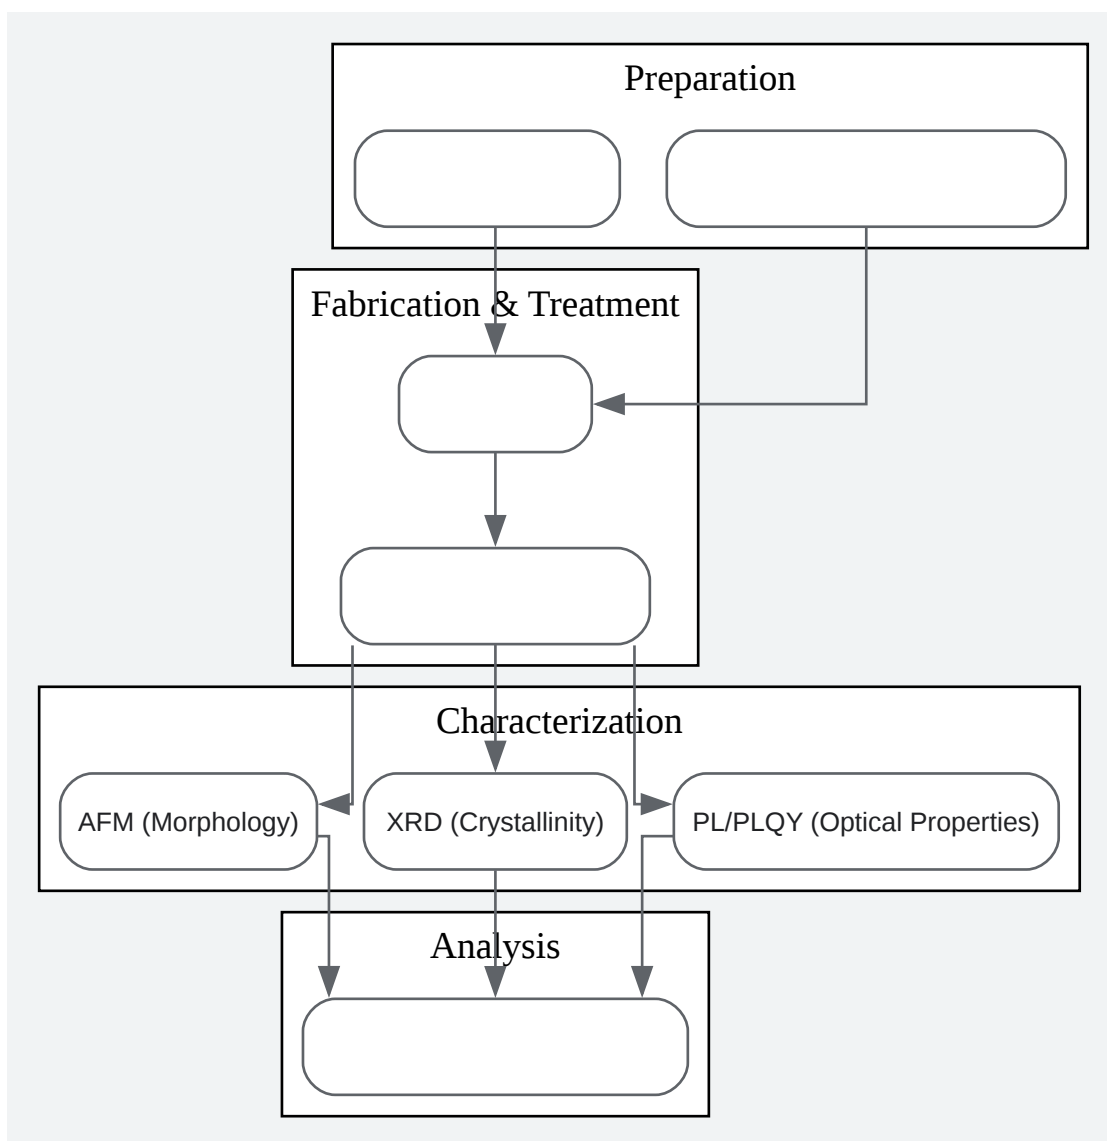 Preparation
Fabrication & Treatment
Characterization
AFM (Morphology)
XRD (Crystallinity)
PL/PLQY (Optical Properties)
Analysis